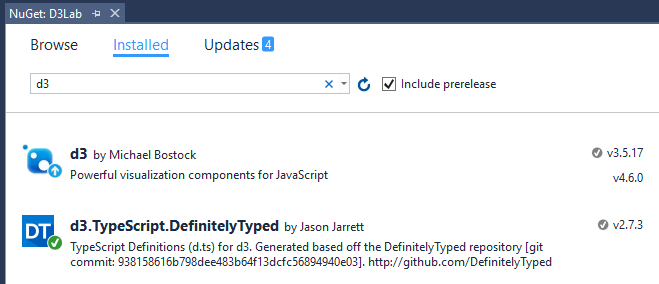 NuGet: D3Lab
Browse Installed Updates 4
d3 Include prerelease
d3 by Michael Bostock v3.5.17
Powerful visualization components for JavaScript v4.6.0
DT d3.TypeScript.DefinitelyTyped by Jason Jarrett v2.7.3
TypeScript Definitions (d.ts) for d3. Generated based off the DefinitelyTyped repository [git
commit: 938158616b798dee483b64f13dcfc56894940e03]. http://github.com/DefinitelyTyped